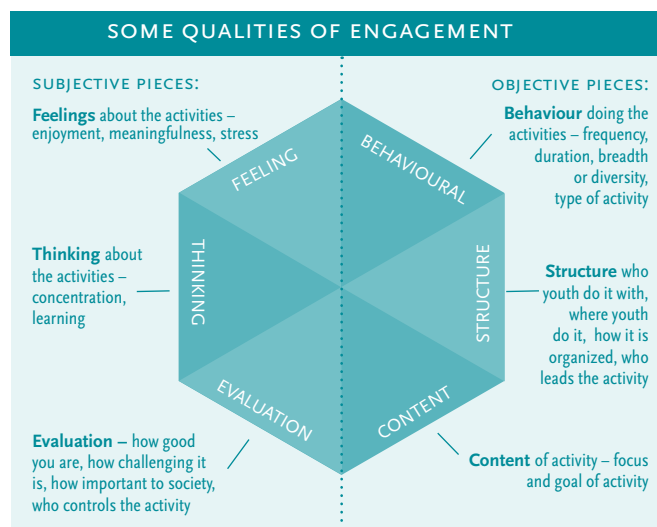 SOME QUALITIES OF ENGAGEMENT
SUBJECTIVE PIECES:
Feelings about the activities –
enjoyment, meaningfulness, stress
Thinking about
the activities –
concentration,
learning
Evaluation – how good
you are, how challenging it
is, how important to society,
who controls the activity
FEELING
BEHAVIOURAL
THINKING
STRUCTURE
EVALUATION
CONTENT
OBJECTIVE PIECES:
Behaviour doing the
activities – frequency,
duration, breadth
or diversity,
type of activity
Structure who
youth do it with,
where youth
do it, how it is
organized, who
leads the activity
Content of activity – focus
and goal of activity